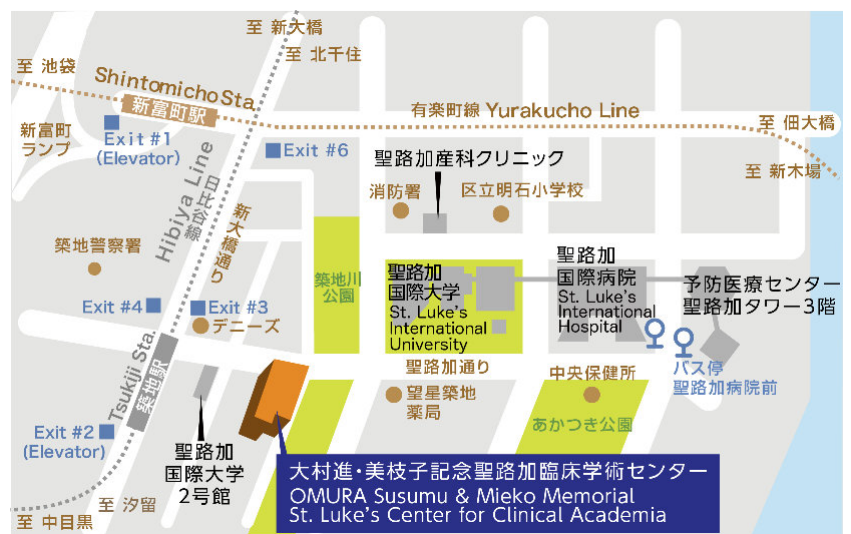 至 新大橋
至 北千住
至 池袋
Shintomicho Sta.
新富町駅
有楽町線 Yurakucho Line
至 佃大橋
新富町
ランプ
Exit #1
(Elevator)
Exit #6
聖路加産科クリニック
至 新木場
Hibiya Line
日比谷線
消防署
区立明石小学校
新大橋通り
築地警察署
築地川
公園
聖路加
国際大学
St. Luke's
International
University
聖路加
国際病院
St. Luke's
International
Hospital
予防医療センター
聖路加タワー3階
Exit #4
Exit #3
デニーズ
Tsukiji Sta.
築地駅
聖路加通り
中央保健所
バス停
聖路加病院前
望星築地
薬局
あかつき公園
Exit #2
(Elevator)
聖路加
国際大学
2号館
大村進・美枝子記念聖路加臨床学術センター
OMURA Susumu & Mieko Memorial
St. Luke's Center for Clinical Academia
至 汐留
至 中目黒